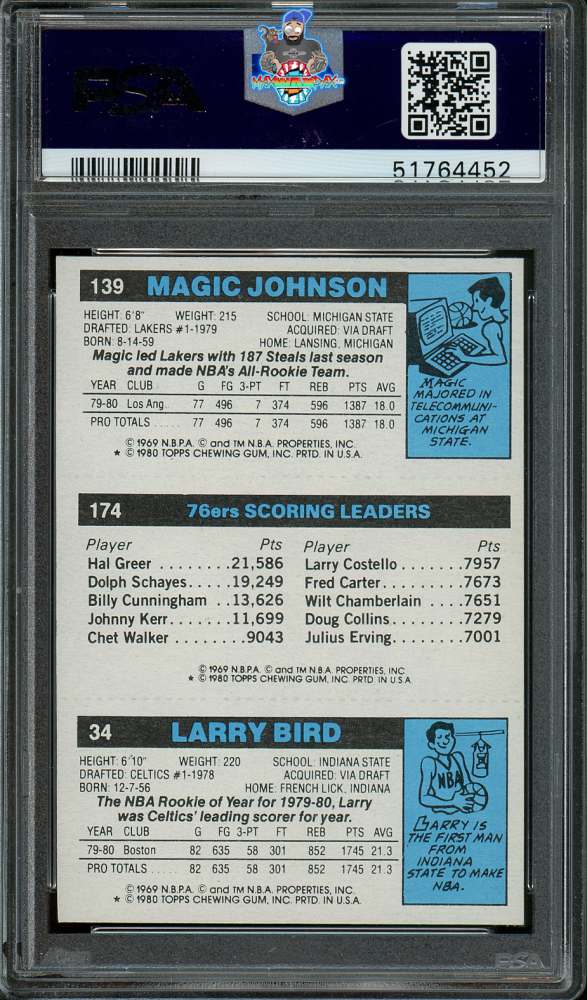 PSA
51764452
139 MAGIC JOHNSON
HEIGHT: 6'8" WEIGHT: 215 SCHOOL: MICHIGAN STATE
DRAFTED: LAKERS #1-1979 ACQUIRED: VIA DRAFT
BORN: 8-14-59 HOME: LANSING, MICHIGAN
Magic led Lakers with 187 Steals last season
and made NBA's All-Rookie Team.
YEAR CLUB G FG 3-PT FT REB PTS AVG
79-80 Los Ang. 77 496 7 374 596 1387 18.0
PRO TOTALS ..... 77 496 7 374 596 1387 18.0
© 1969 N.B.P.A. © and TM N.B.A. PROPERTIES, INC.
* © 1980 TOPPS CHEWING GUM, INC. PRTD. IN U.S.A.
MAGIC
MAJORED IN
TELECOMMUNI-
CATIONS AT
MICHIGAN
STATE.
174 76ers SCORING LEADERS
Player Pts Player Pts
Hal Greer ........ 21,586 Larry Costello ....... 7957
Dolph Schayes..... 19,249 Fred Carter......... 7673
Billy Cunningham .. 13,626 Wilt Chamberlain .... 7651
Johnny Kerr....... 11,699 Doug Collins ........ 7279
Chet Walker ....... 9043 Julius Erving........ 7001
© 1969 N.B.P.A. © and TM N.B.A. PROPERTIES, INC
* © 1980 TOPPS CHEWING GUM, INC. PRTD. IN U.S.A.
34 LARRY BIRD
HEIGHT: 6'10" WEIGHT: 220 SCHOOL: INDIANA STATE
DRAFTED: CELTICS #1-1978 ACQUIRED: VIA DRAFT
BORN: 12-7-56 HOME: FRENCH LICK, INDIANA
The NBA Rookie of Year for 1979-80, Larry
was Celtics' leading scorer for year.
YEAR CLUB G FG 3-PT FT REB PTS AVG
79-80 Boston 82 635 58 301 852 1745 21.3
PRO TOTALS ..... 82 635 58 301 852 1745 21.3
© 1969 N.B.P.A. © and TM N.B.A. PROPERTIES, INC.
* © 1980 TOPPS CHEWING GUM, INC. PRTD. IN U.S.A.
NBA
LARRY IS
THE FIRST MAN
FROM
INDIANA
STATE TO MAKE
NBA.
PSA